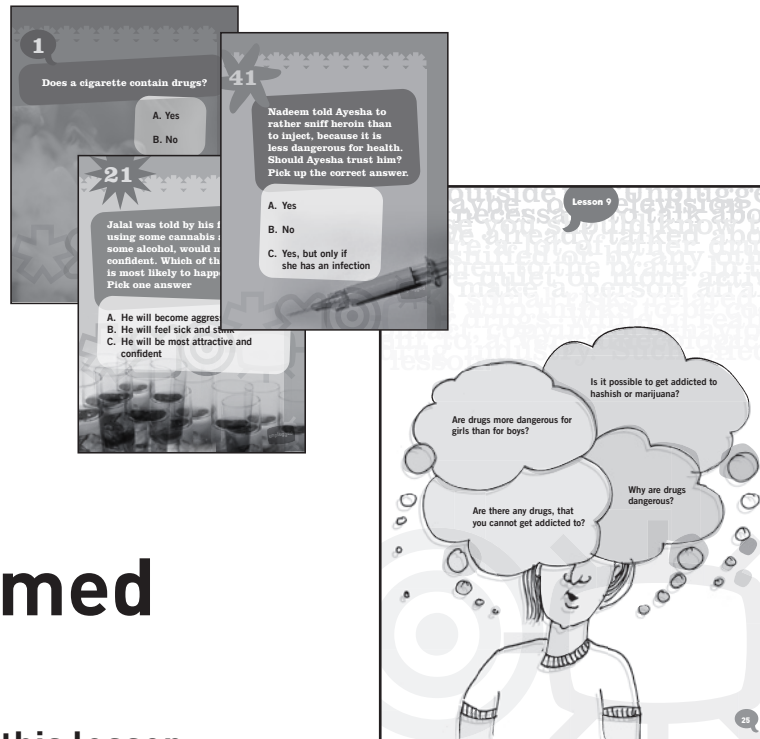 1
Does a cigarette contain drugs?
A. Yes
B. No
21
Jalal was told by his f
using some cannabis a
some alcohol, would m
confident. Which of th
is most likely to happ
Pick one answer
A. He will become aggres
B. He will feel sick and stink
C. He will be most attractive and
confident
41
Nadeem told Ayesha to
rather sniff heroin than
to inject, because it is
less dangerous for health.
Should Ayesha trust him?
Pick up the correct answer.
A. Yes
B. No
C. Yes, but only if
she has an infection
Lesson 9
Is it possible to get addicted to
hashish or marijuana?
Are drugs more dangerous for
girls than for boys?
Why are drugs
dangerous?
Are there any drugs, that
you cannot get addicted to?
25
med
this lesson